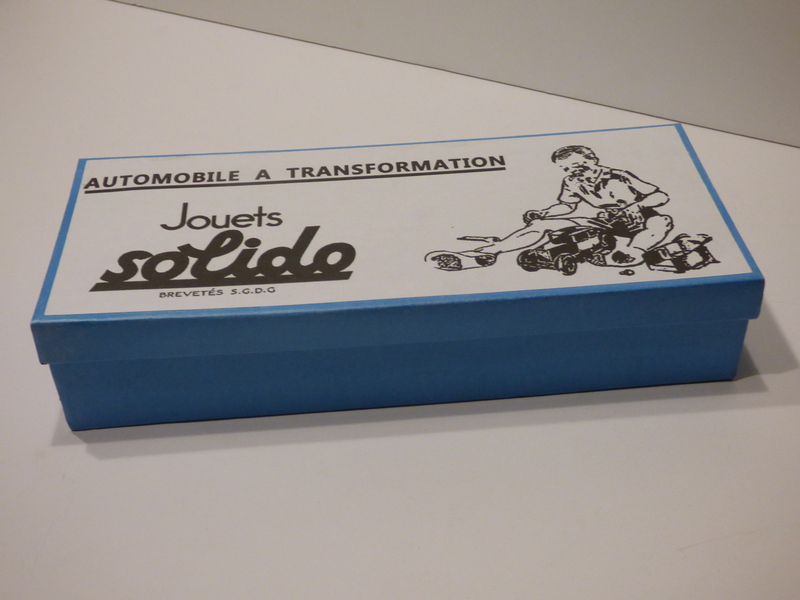 AUTOMOBILE A TRANSFORMATION
Jouets
solido
BREVETÉS S.G.D.G